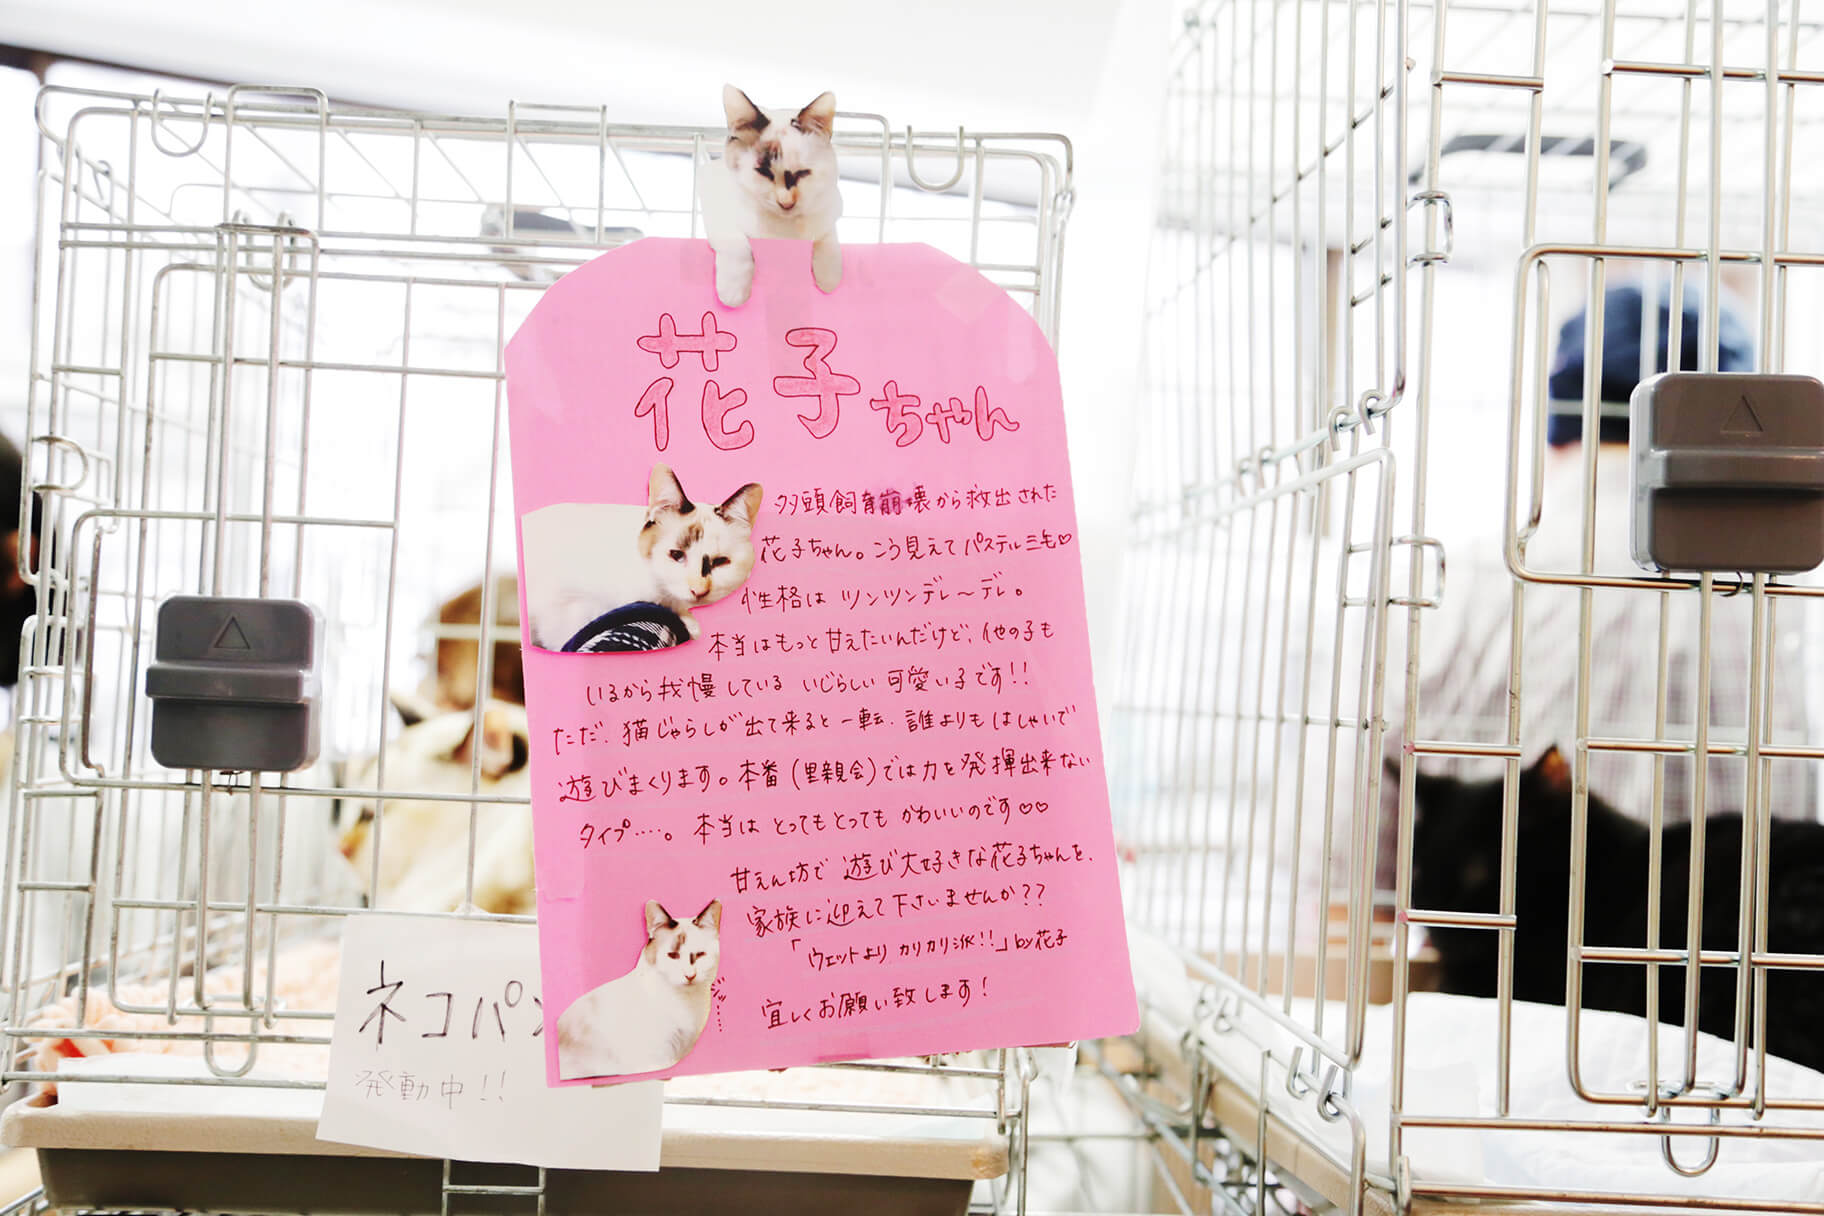 花子ちゃん
多頭飼育崩壊から救出された
花子ちゃん。こう見えてパステル三毛♡
性格はツンツンデレ〜デレ。
本当はもっと甘えたいんだけど、他の子も
いるから我慢している いじらしい可愛い子です!!
ただ、猫じゃらしが出て来ると一転、誰よりもはしゃいで
遊びまくります。本番(里親会)では力を発揮出来ない
タイプ‥‥。本当は とってもとっても かわいいのです♡♡
甘えん坊で 遊び大好きな花子ちゃんを、
家族に迎えて下さいませんか??
「ウェットより カリカリ派!!」by花子
宜しくお願い致します!
ジッ……
ネコパン
発動中!!